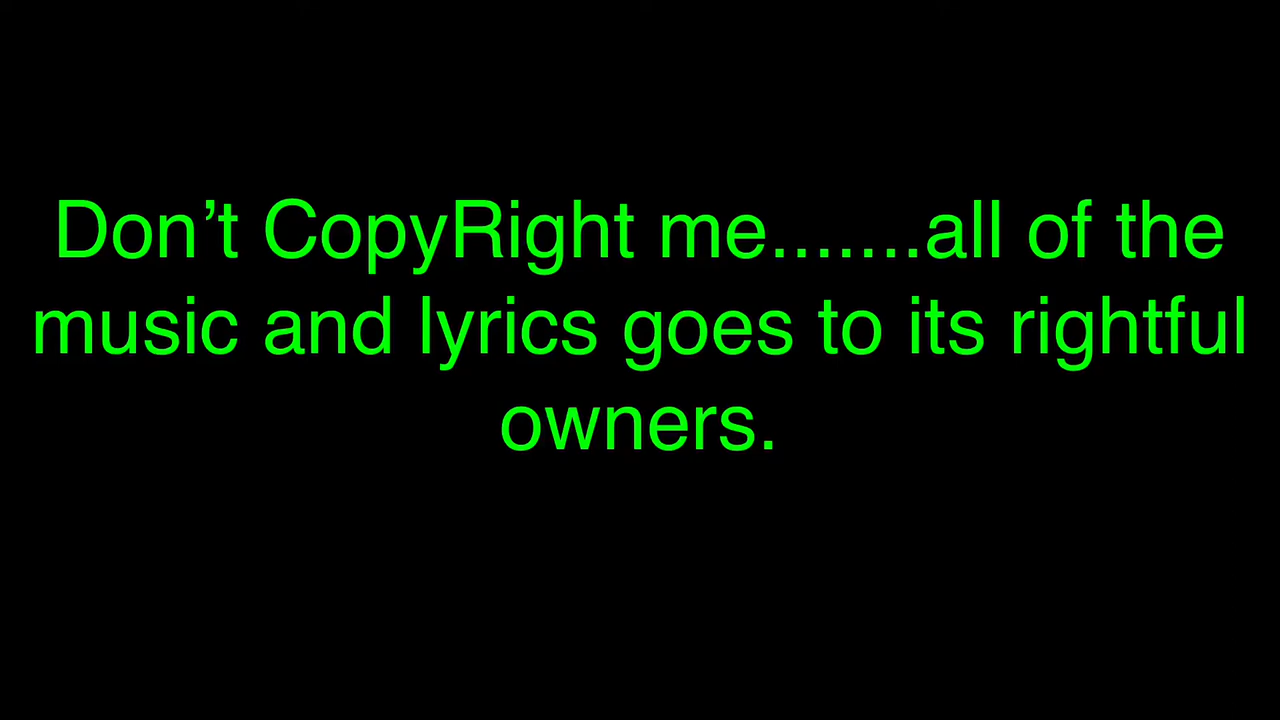 Don’t CopyRight me.......all of the
music and lyrics goes to its rightful
owners.